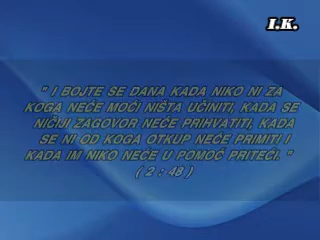 I.K.
" I BOJTE SE DANA KADA NIKO NI ZA
KOGA NEĆE MOĆI NIŠTA UČINITI, KADA SE
NIČIJI ZAGOVOR NEĆE PRIHVATITI, KADA
SE NI OD KOGA OTKUP NEĆE PRIMITI I
KADA IM NIKO NEĆE U POMOĆ PRITEĆI. "
( 2 : 48 )